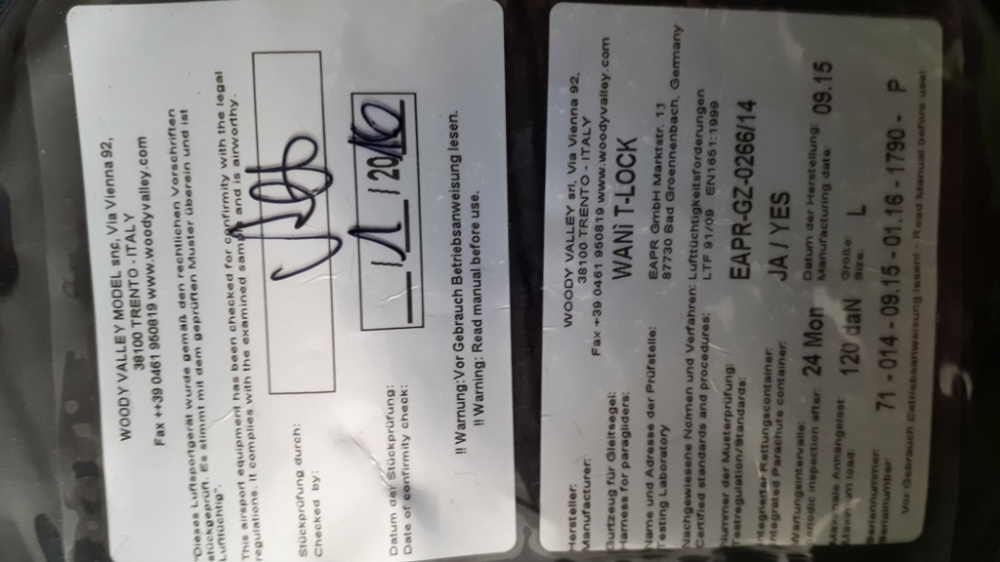 WOODY VALLEY MODEL snc, Via Vienna 92,
38100 TRENTO - ITALY
Fax ++39 0461 950819 www.woodyvalley.com
"Dieses Luftsportgerät wurde gemäß den rechtlichen Vorschriften
stückgeprüft. Es stimmt mit dem geprüften Muster überein und ist
Lufttüchtig".
This airsport equipment has been checked for confirmity with the legal
regulations. It complies with the examined sample and is airworthy.
Stückprüfung durch:
Checked by:
Datum der Stückprüfung:
Date of confirmity check:
/1/2016
!! Warnung:Vor Gebrauch Betriebsanweisung lesen.
!! Warning: Read manual before use.
Hersteller:
Manufacturer:
WOODY VALLEY srl, Via Vienna 92,
38100 TRENTO - ITALY
Fax ++39 0461 950819 www.woodyvalley.com
Gurtzeug für Gleitsegel:
Harness for paragliders:
WANi T-LOCK
Name und Adresse der Prüfstelle:
Testing Laboratory
EAPR GmbH Marktstr. 11
87730 Bad Groennenbach, Germany
Nachgewiesene Normen und Verfahren: Lufttüchtigkeitsforderungen
Certified standards and procedures: LTF 91/09 EN1651:1999
Nummer der Musterprüfung:
Testregulation/Standards:
EAPR-GZ-0266/14
Integrierter Rettungscontainer:
Integrated Parachute container:
JA / YES
Wartungsintervalle:
Periodic inspection after:
24 Mon
Datum der Herstellung:
Manufacturing date:
09.15
Maximale Anhängelast:
Maximum load:
120 daN
Größe:
Size:
L
Seriennummer:
Serialnumber:
71 - 014 - 09.15 - 01.16 -1790 - P
Vor Gebrauch Betriebsanweisung lesen! - Read Manual before use!